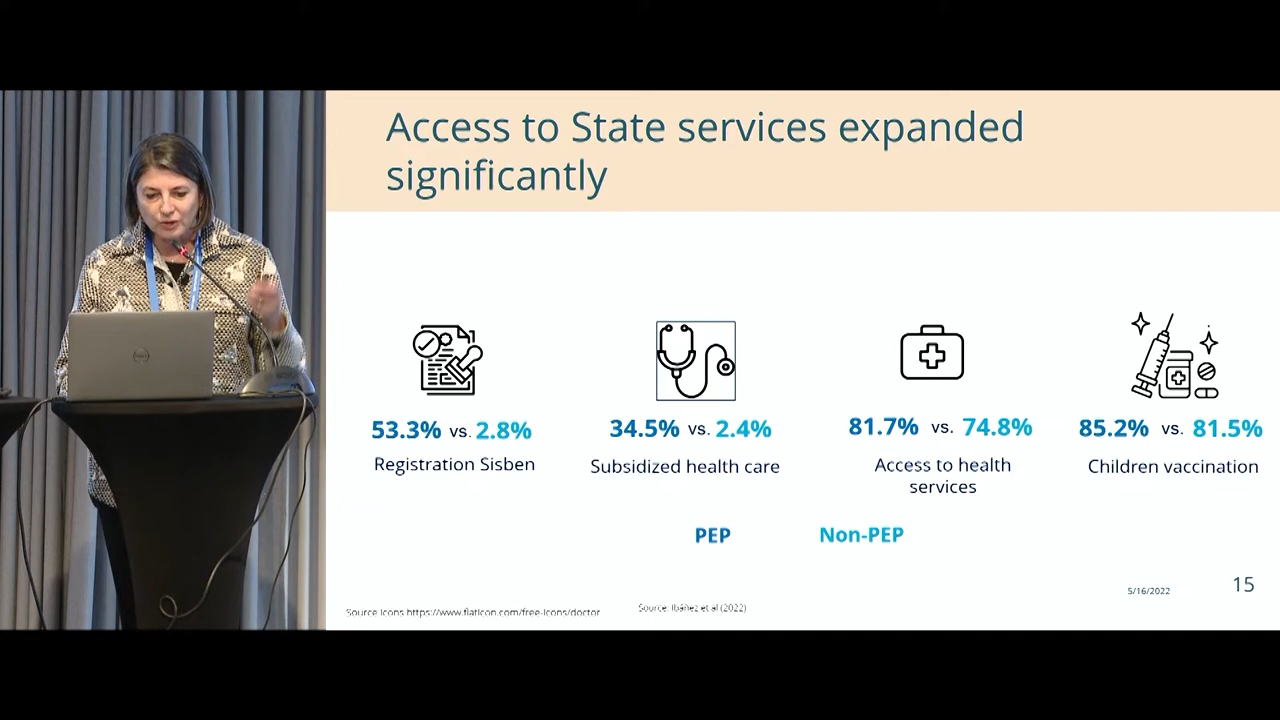 Access to State services expanded
significantly
53.3% vs. 2.8%
Registration Sisben
34.5% vs. 2.4%
Subsidized health care
81.7% vs. 74.8%
Access to health
services
85.2% vs. 81.5%
Children vaccination
PEP Non-PEP
5/16/2022
15
Source Icons https://www.flaticon.com/free-icons/doctor
Source: Ibáñez et al (2022)
DELL